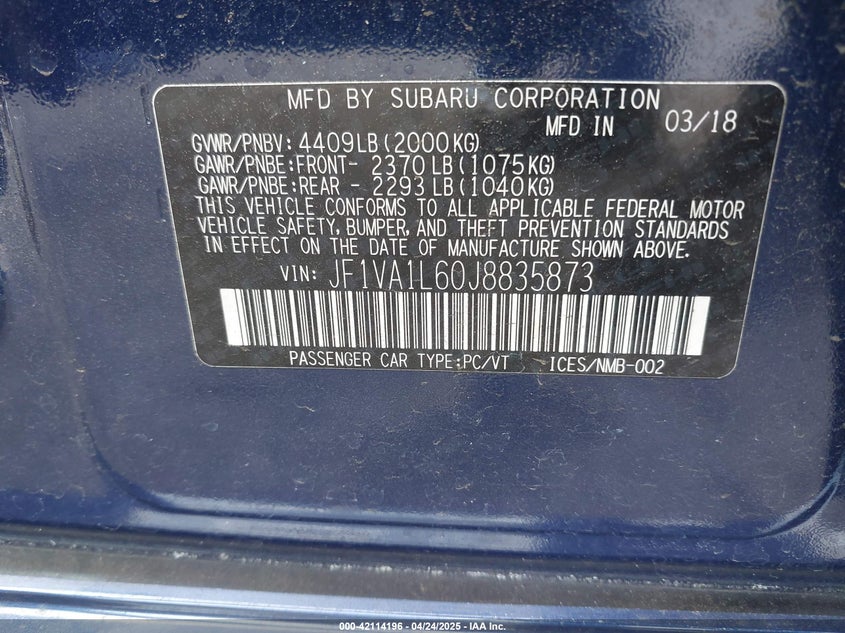 MFD BY SUBARU CORPORATION
MFD IN 03/18
GVWR/PNBV: 4409LB(2000KG)
GAWR/PNBE:FRONT- 2370LB(1075KG)
GAWR/PNBE:REAR - 2293LB(1040KG)
THIS VEHICLE CONFORMS TO ALL APPLICABLE FEDERAL MOTOR
VEHICLE SAFETY, BUMPER, AND THEFT PREVENTION STANDARDS
IN EFFECT ON THE DATE OF MANUFACTURE SHOWN ABOVE.
VIN: JF1VA1L60J8835873
PASSENGER CAR TYPE:PC/VT ICES/NMB-002
000-42114196 - 04/24/2025 - IAA Inc.